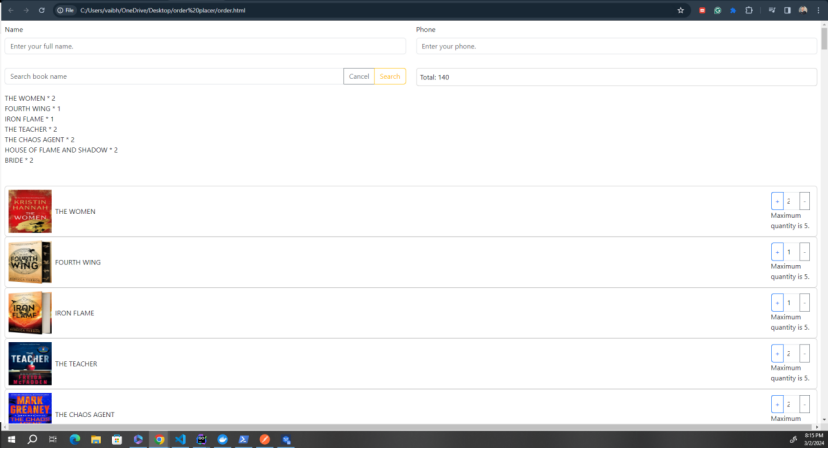 File C:/Users/vaibh/OneDrive/Desktop/order%20placer/order.html
Name
Phone
Enter your full name.
Enter your phone.
Search book name
Cancel
Search
Total: 140
THE WOMEN * 2
FOURTH WING * 1
IRON FLAME * 1
THE TEACHER * 2
THE CHAOS AGENT * 2
HOUSE OF FLAME AND SHADOW * 2
BRIDE * 2
KRISTIN
HANNAH
THE
WOMEN
THE WOMEN
+ 2 -
Maximum
quantity is 5.
FOURTH
WING
FOURTH WING
+ 1 -
Maximum
quantity is 5.
IRON
FLAME
IRON FLAME
+ 1 -
Maximum
quantity is 5.
THE
TEACHER
THE TEACHER
+ 2 -
Maximum
quantity is 5.
MARK
GREANEY
THE CHAOS
THE CHAOS AGENT
+ 2 -
Maximum
8:15 PM
3/2/2024